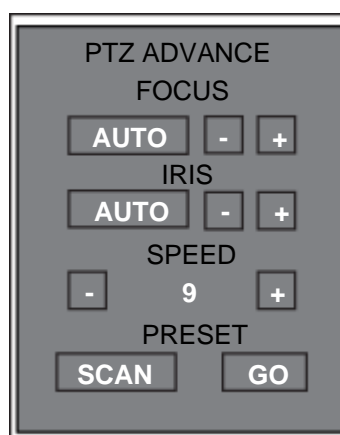 PTZ ADVANCE
FOCUS
AUTO - +
IRIS
AUTO - +
SPEED
- 9 +
PRESET
SCAN GO